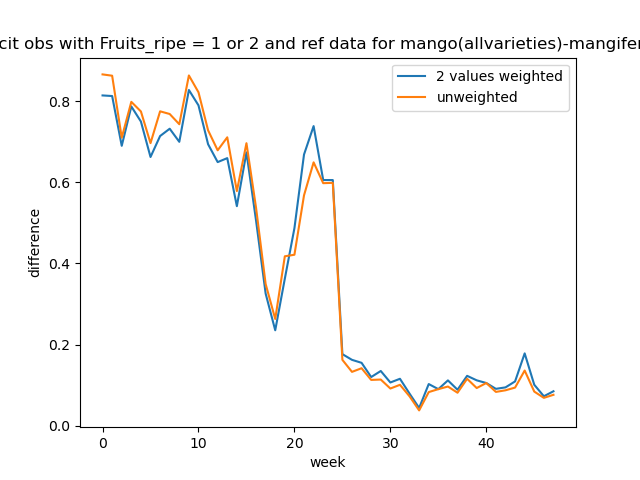 cit obs with Fruits_ripe = 1 or 2 and ref data for mango(allvarieties)-mangifer
2 values weighted
unweighted
0.8
0.6
0.4
0.2
0.0
difference
0 10 20 30 40
week